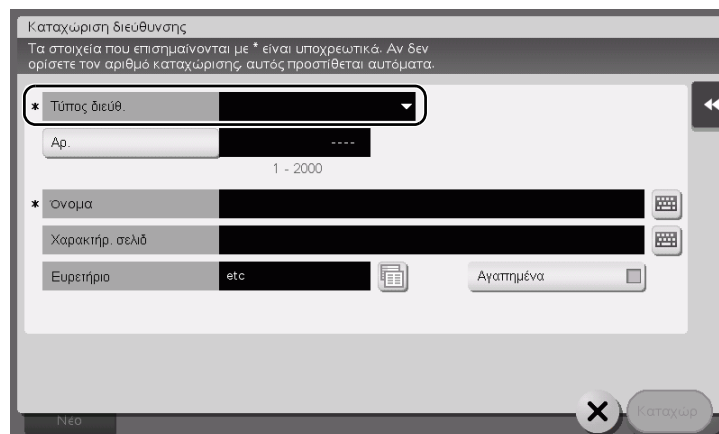 Καταχώριση διεύθυνσης
Τα στοιχεία που επισημαίνονται με * είναι υποχρεωτικά. Αν δεν
ορίσετε τον αριθμό καταχώρισης, αυτός προστίθεται αυτόματα.
* Τύπος διεύθ.
Αρ. ----
1 - 2000
* Όνομα
Χαρακτήρ. σελιδ
Ευρετήριο etc Αγαπημένα
Νέο Καταχώρ